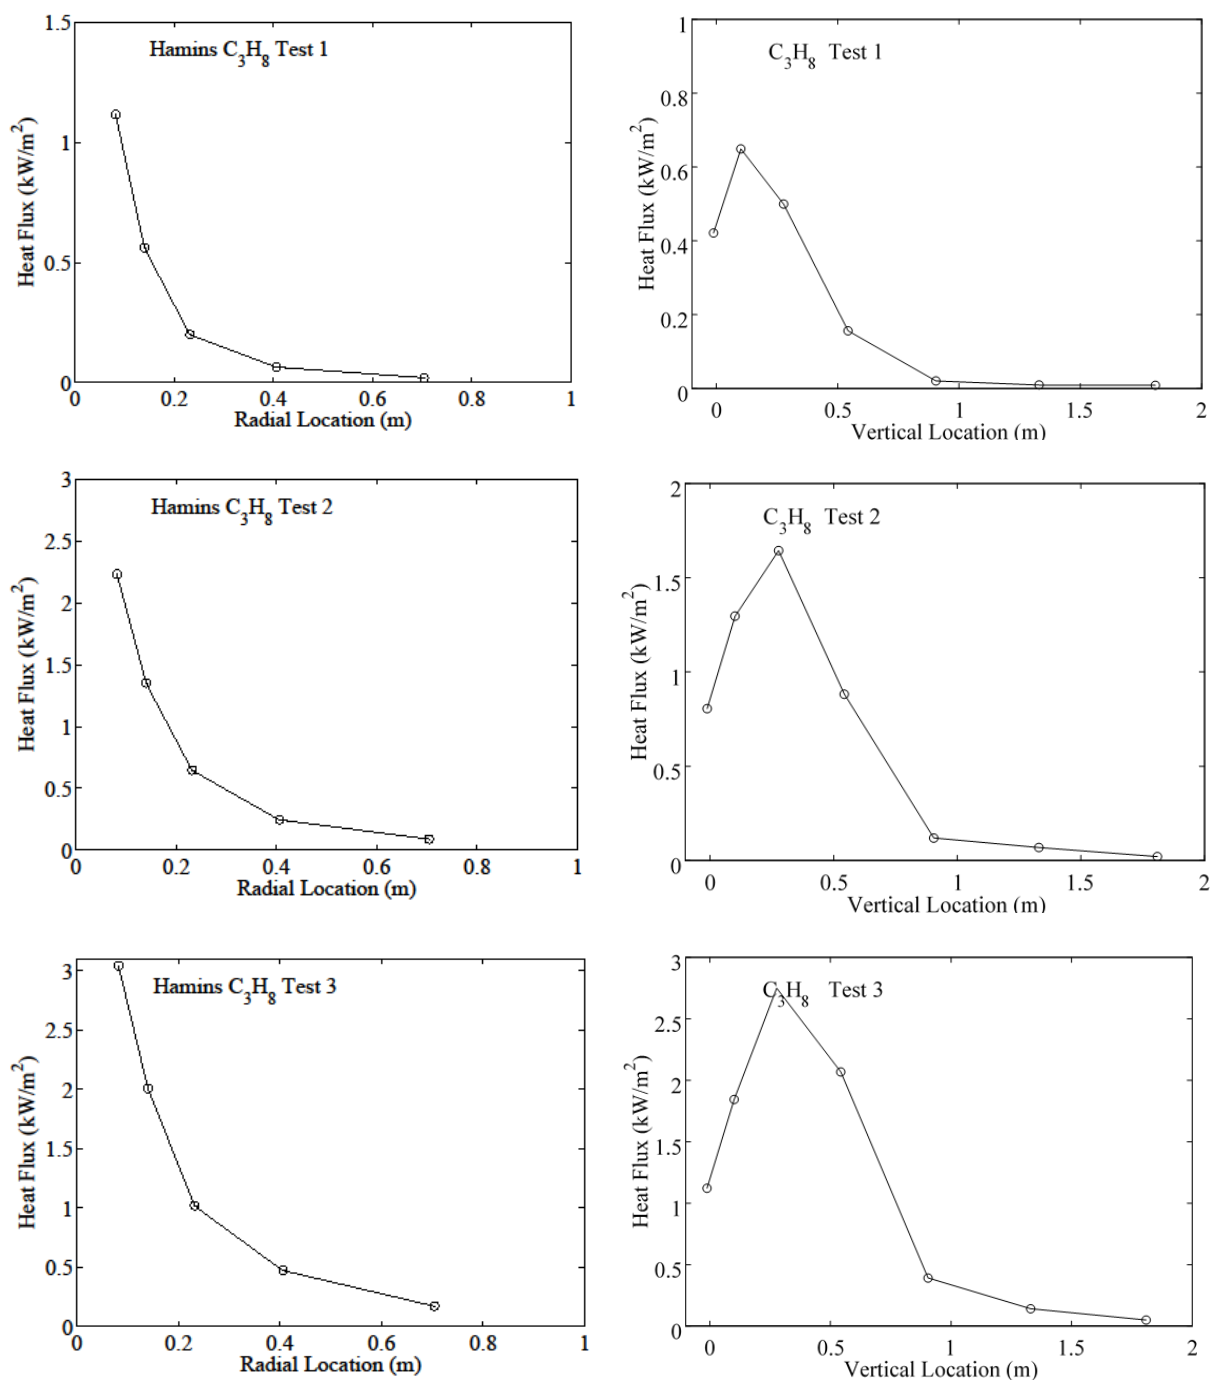 1.5
Hamins C₃H₈ Test 1
1
0.5
0
Heat Flux (kW/m²)
0 0.2 0.4 0.6 0.8 1
Radial Location (m)
1
C₃H₈ Test 1
0.8
0.6
0.4
0.2
0
Heat Flux (kW/m²)
0 0.5 1 1.5 2
Vertical Location (m)
3
Hamins C₃H₈ Test 2
2.5
2
1.5
1
0.5
0
Heat Flux (kW/m²)
0 0.2 0.4 0.6 0.8 1
Radial Location (m)
2
C₃H₈ Test 2
1.5
1
0.5
0
Heat Flux (kW/m²)
0 0.5 1 1.5 2
Vertical Location (m)
3
Hamins C₃H₈ Test 3
2.5
2
1.5
1
0.5
0
Heat Flux (kW/m²)
0 0.2 0.4 0.6 0.8 1
Radial Location (m)
3
C₃H₈ Test 3
2.5
2
1.5
1
0.5
0
Heat Flux (kW/m²)
0 0.5 1 1.5 2
Vertical Location (m)